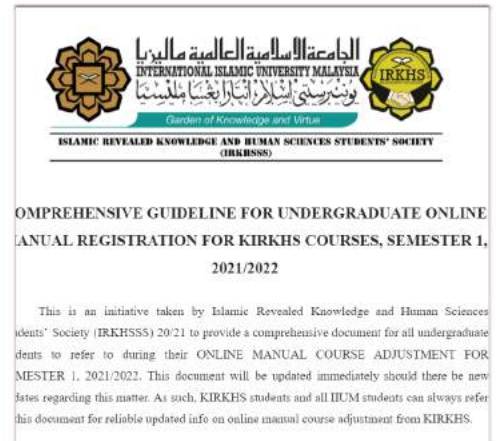 الجامعة الإسلامية العالمية ماليزيا
INTERNATIONAL ISLAMIC UNIVERSITY MALAYSIA
يونيۏرسيتي اسلام انتارابغسا مليسيا
IRKHS
Garden of Knowledge and Virtue
ISLAMIC REVEALED KNOWLEDGE AND HUMAN SCIENCES STUDENTS' SOCIETY
(IRKHSSS)
OMPREHENSIVE GUIDELINE FOR UNDERGRADUATE ONLINE
ANUAL REGISTRATION FOR KIRKHS COURSES, SEMESTER 1,
2021/2022
This is an initiative taken by Islamic Revealed Knowledge and Human Sciences
dents' Society (IRKHSSS) 20/21 to provide a comprehensive document for all undergraduate
dents to refer to during their ONLINE MANUAL COURSE ADJUSTMENT FOR
MESTER 1, 2021/2022. This document will be updated immediately should there be new
dates regarding this matter. As such, KIRKHS students and all IIUM students can always refer
this document for reliable updated info on online manual course adjustment from KIRKHS.